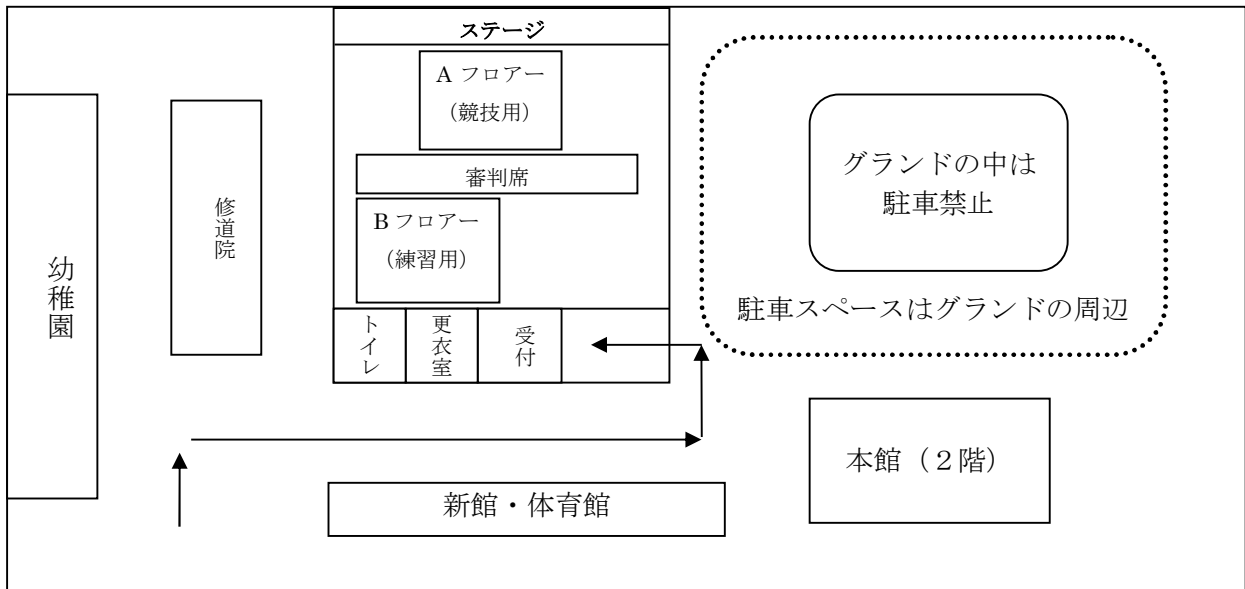 ステージ
A フロアー
（競技用）
審判席
B フロアー
（練習用）
トイレ
更衣室
受付
修道院
幼稚園
グランドの中は
駐車禁止
駐車スペースはグランドの周辺
本館（２階）
新館・体育館